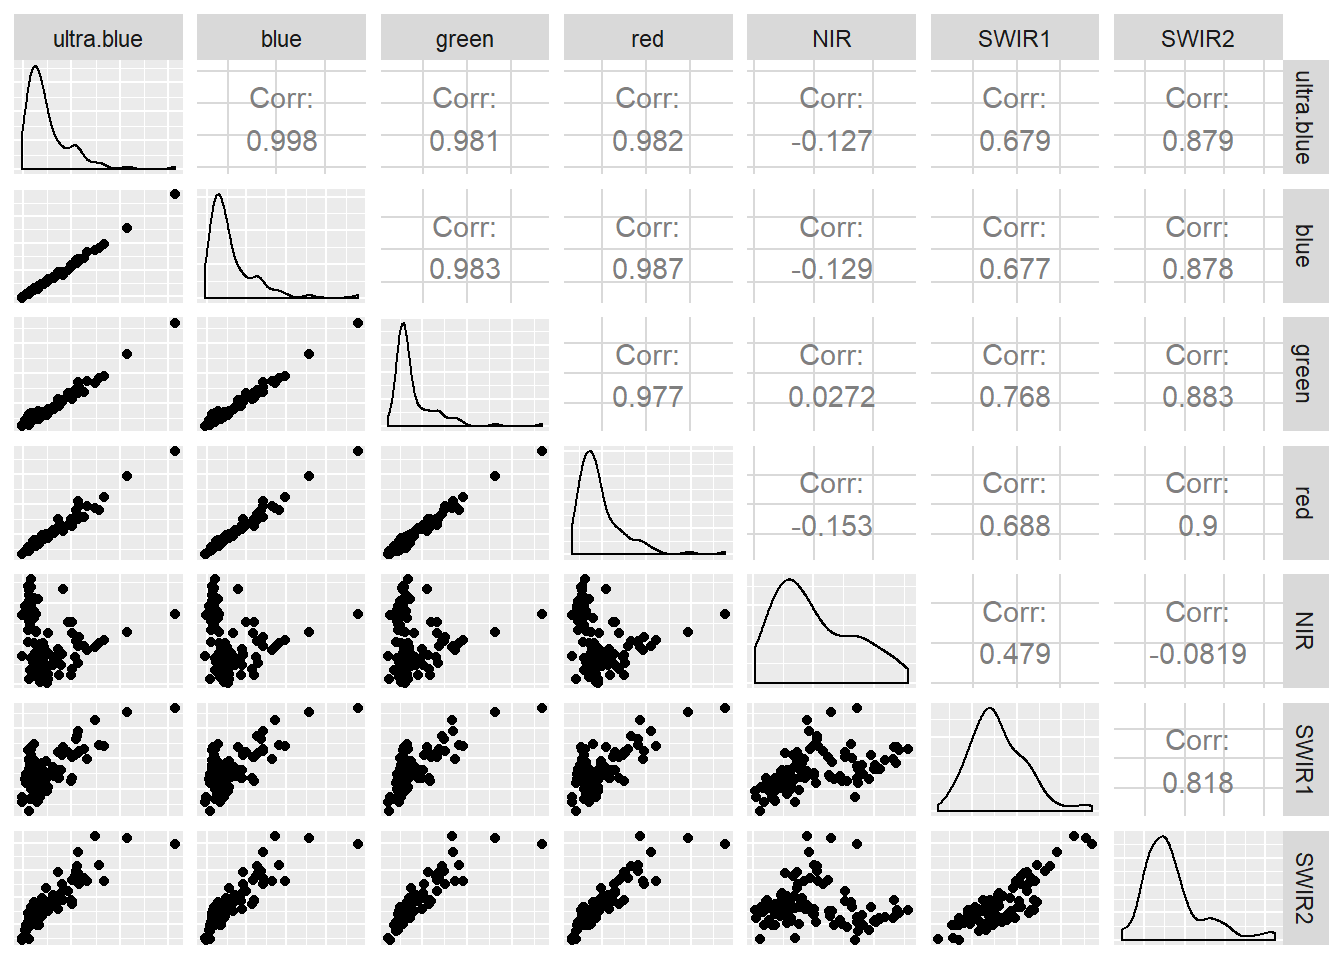 ultra.blue blue green red NIR SWIR1 SWIR2
Corr: Corr: Corr: Corr: Corr: Corr:
0.998 0.981 0.982 -0.127 0.679 0.879
ultra.blue
Corr: Corr: Corr: Corr: Corr:
0.983 0.987 -0.129 0.677 0.878
blue
Corr: Corr: Corr: Corr:
0.977 0.0272 0.768 0.883
green
Corr: Corr: Corr:
-0.153 0.688 0.9
red
Corr: Corr:
0.479 -0.0819
NIR
Corr:
0.818
SWIR1
SWIR2